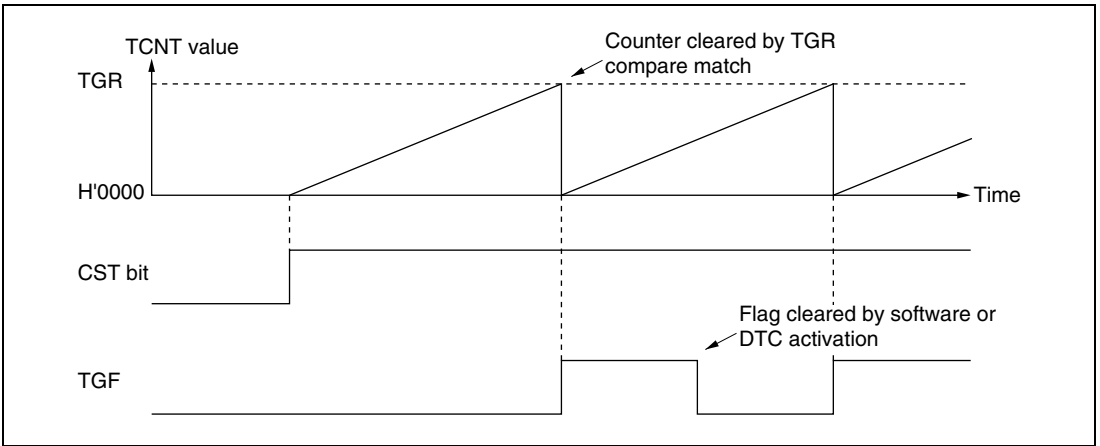 TCNT value
Counter cleared by TGR
compare match
TGR
H'0000
Time
CST bit
Flag cleared by software or
DTC activation
TGF